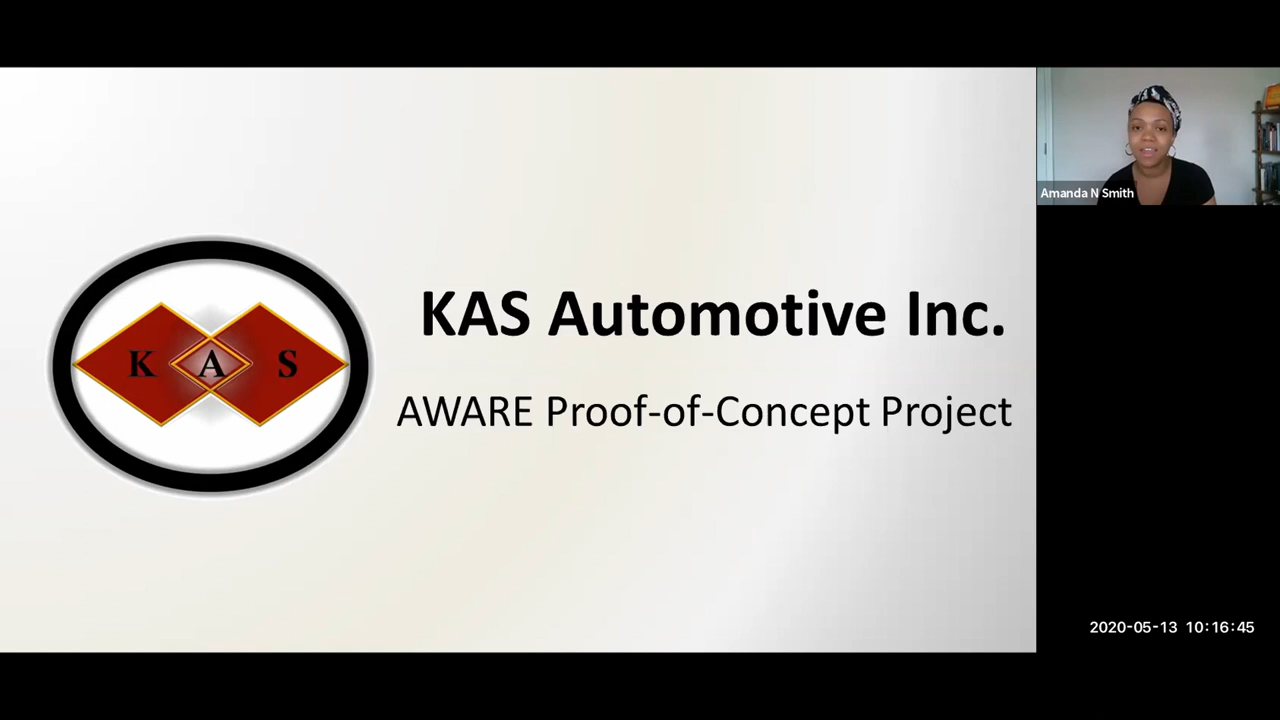 KAS Automotive Inc.
AWARE Proof-of-Concept Project
K A S
Amanda N Smith
2020-05-13 10:16:45